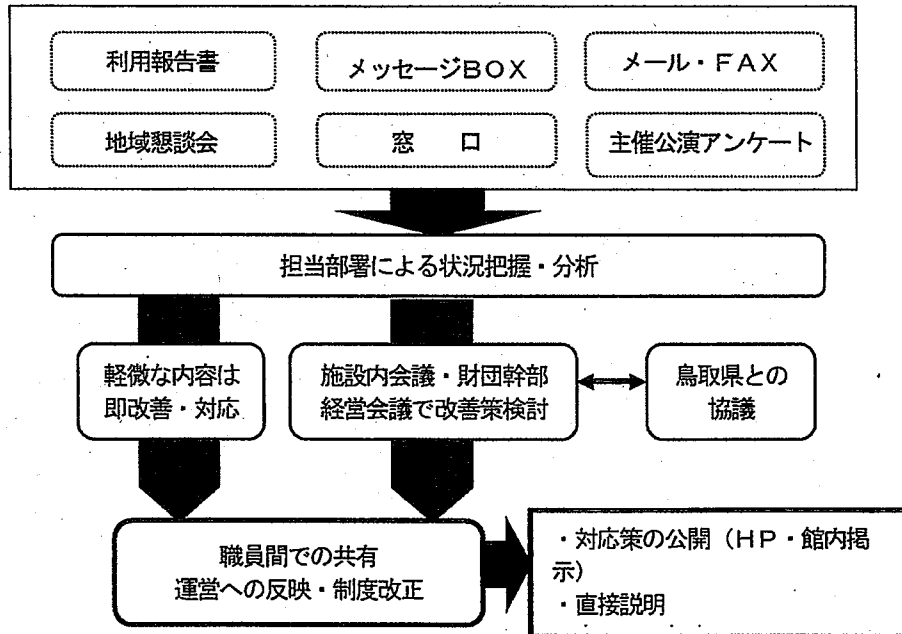 利用報告書
メッセージBOX
メール・FAX
地域懇談会
窓　口
主催公演アンケート
担当部署による状況把握・分析
軽微な内容は
即改善・対応
施設内会議・財団幹部
経営会議で改善策検討
鳥取県との
協議
職員間での共有
運営への反映・制度改正
・対応策の公開（HP・館内掲
示）
・直接説明